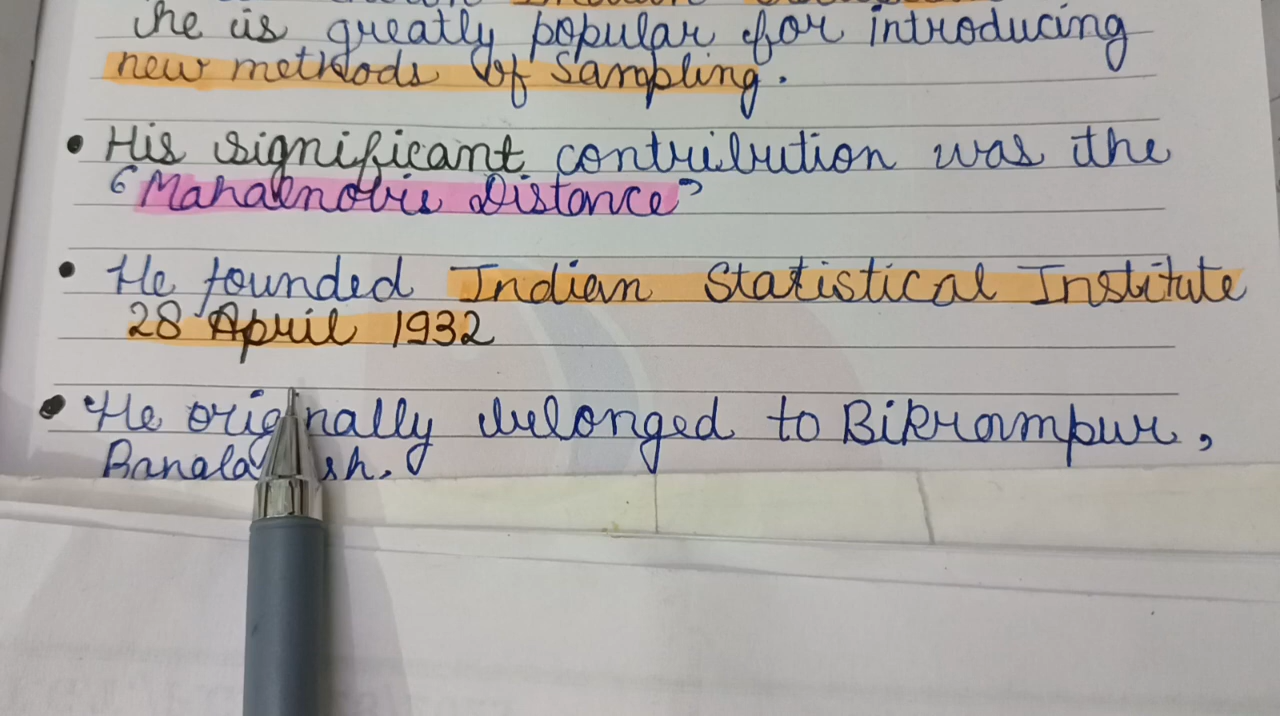 he is greatly popular for introducing
new methods of Sampling.
• His significant contribution was the
‘Mahalnobis Distance’
• He founded Indian Statistical Institute
28 April 1932
• He originally belonged to Bikrampur,